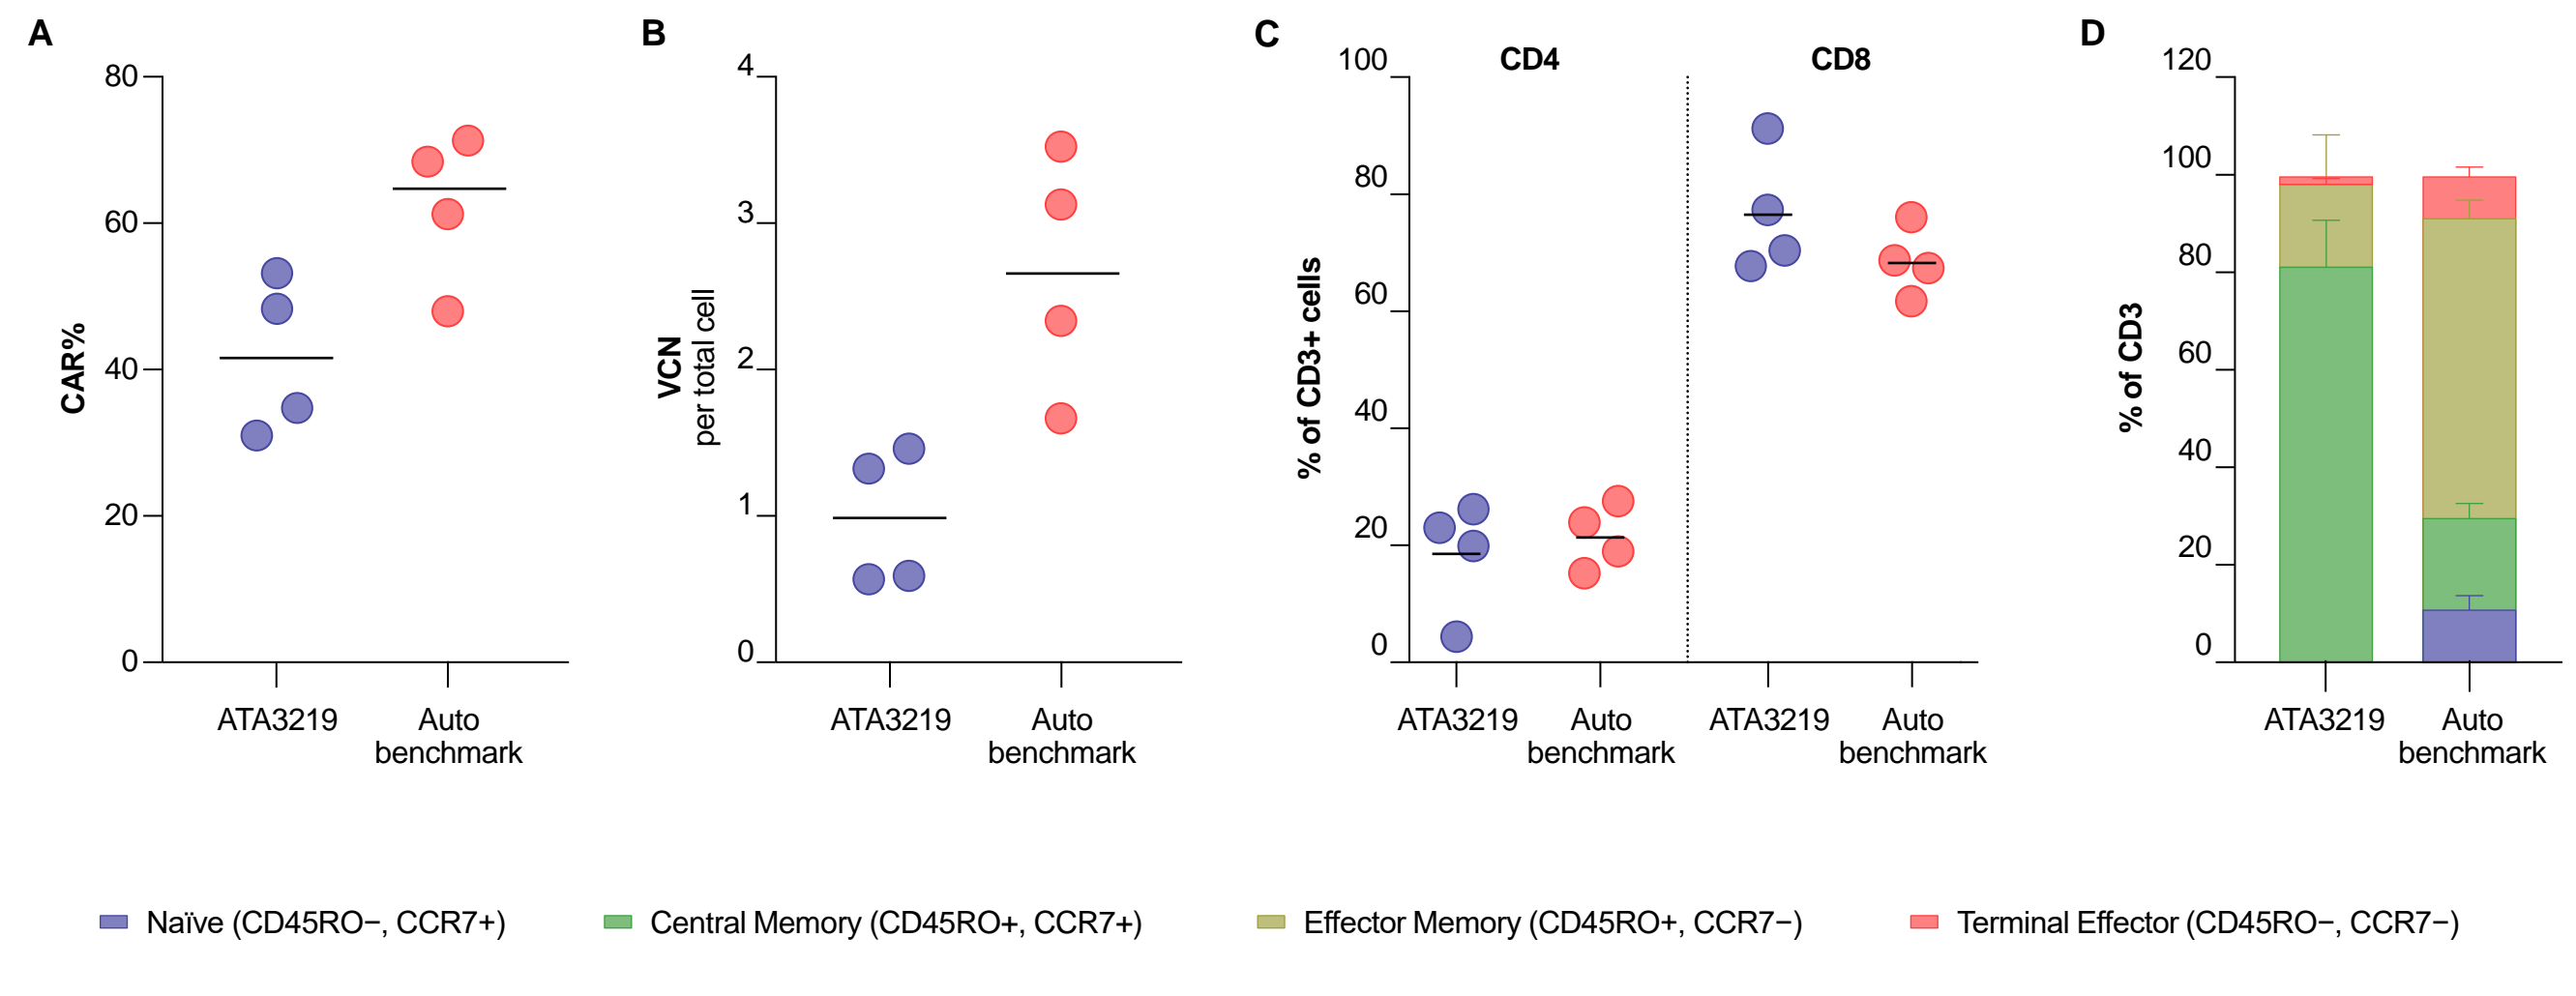 A
80
60
40
20
0
CAR%
ATA3219
Auto
benchmark
B
4
3
2
1
0
VCN
per total cell
ATA3219
Auto
benchmark
C
CD4
CD8
100
80
60
40
20
0
% of CD3+ cells
ATA3219
Auto
benchmark
ATA3219
Auto
benchmark
D
120
100
80
60
40
20
0
% of CD3
ATA3219
Auto
benchmark
Naïve (CD45RO−, CCR7+)
Central Memory (CD45RO+, CCR7+)
Effector Memory (CD45RO+, CCR7−)
Terminal Effector (CD45RO−, CCR7−)